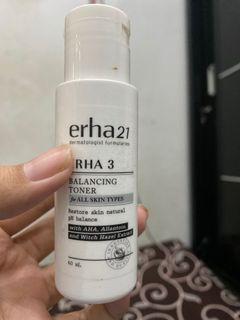 erha21
dermatologist formularies
RHA 3
BALANCING
TONER
for ALL SKIN TYPES
Restore skin natural
pH balance
with AHA, Allantoin,
and Witch Hazel Extract
60 mL